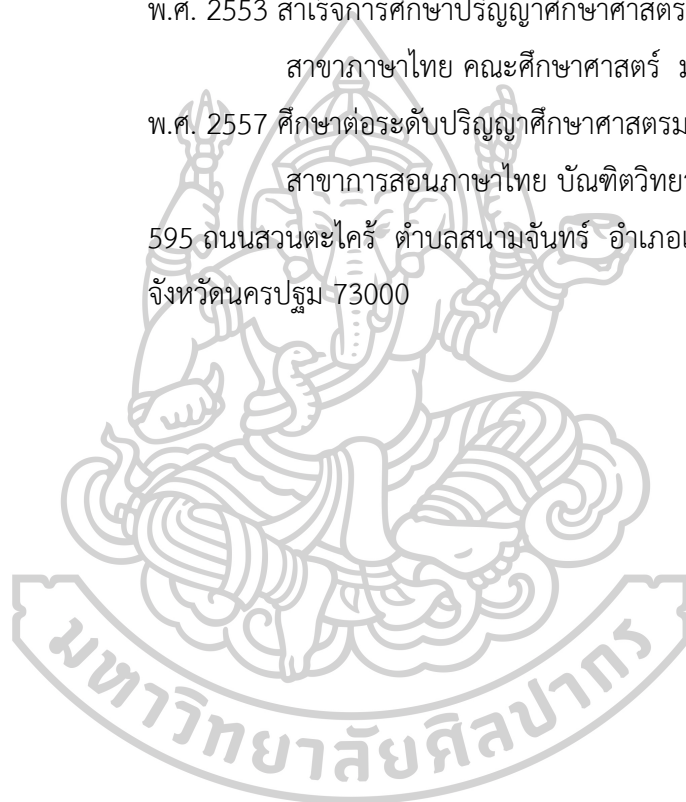 พ.ศ. 2553 สำเร็จการศึกษาปริญญาศึกษาศาสตร
สาขาภาษาไทย คณะศึกษาศาสตร์ ม
พ.ศ. 2557 ศึกษาต่อระดับปริญญาศึกษาศาสตรม
สาขาการสอนภาษาไทย บัณฑิตวิทยา
595 ถนนสวนตะไคร้ ตำบลสนามจันทร์ อำเภอเ
จังหวัดนครปฐม 73000
มหาวิทยาลัยศิลปากร